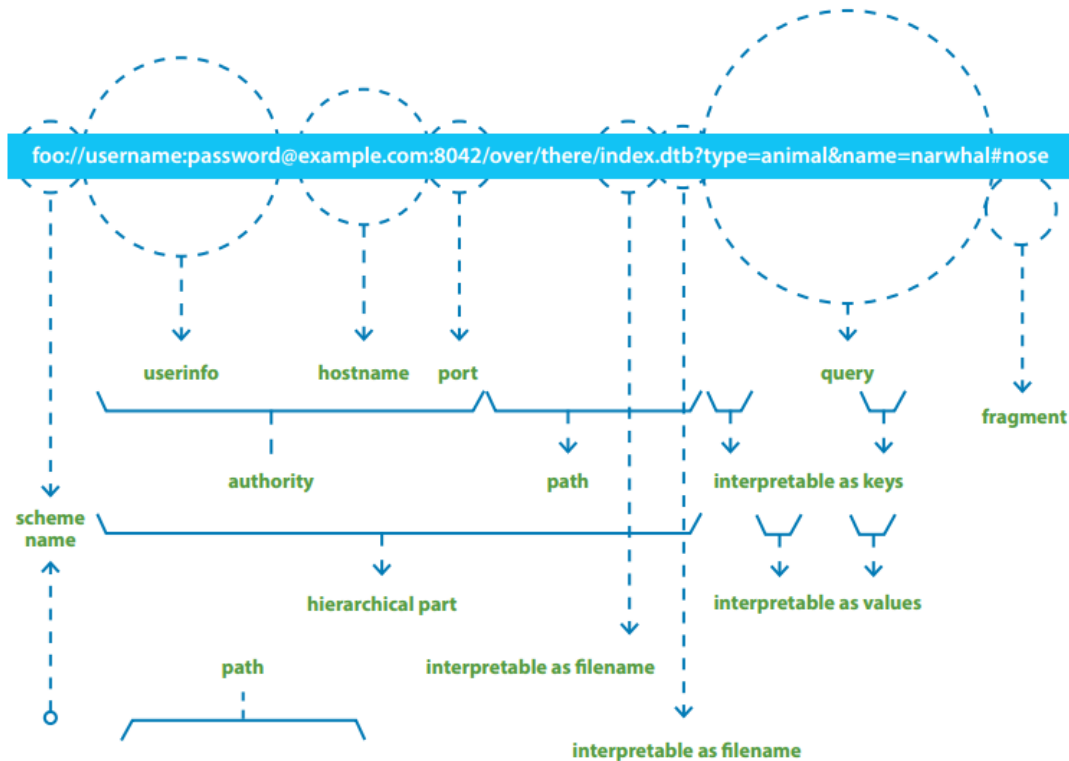 foo://username:password@example.com:8042/over/there/index.dtb?type=animal&name=narwhal#nose
userinfo
hostname
port
query
fragment
authority
path
interpretable as keys
scheme
name
hierarchical part
interpretable as values
path
interpretable as filename
interpretable as filename